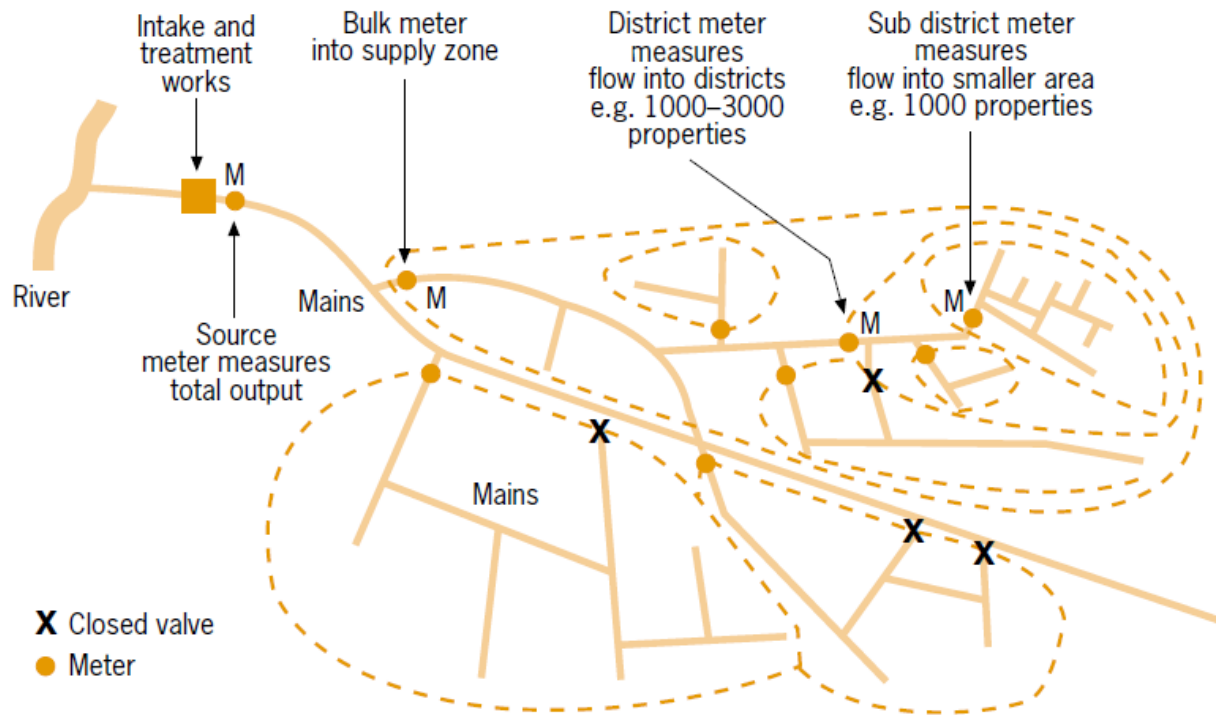 Intake and
treatment
works
Bulk meter
into supply zone
District meter
measures
flow into districts
e.g. 1000–3000
properties
Sub district meter
measures
flow into smaller area
e.g. 1000 properties
M
River
Source
meter measures
total output
Mains
M
M
M
Mains
X Closed valve
Meter
X
X
X
X